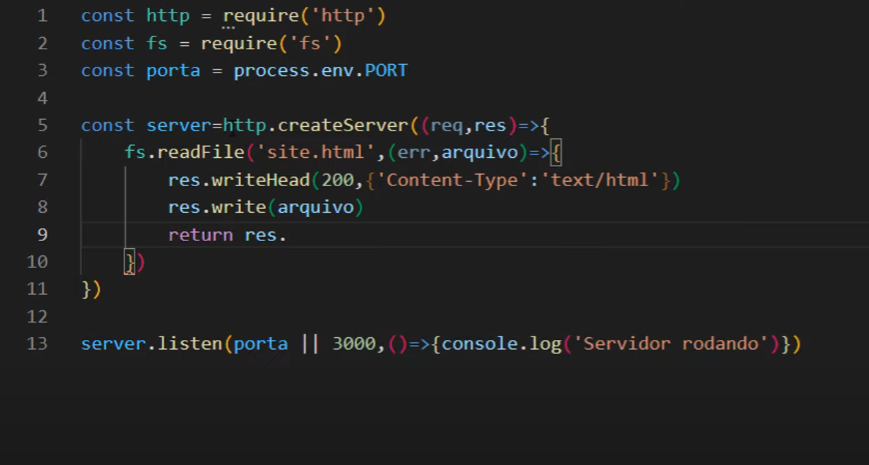 1 const http = require('http')
2 const fs = require('fs')
3 const porta = process.env.PORT
4
5 const server=http.createServer((req,res)=>{
6 fs.readFile('site.html',(err,arquivo)=>{
7 res.writeHead(200,{'Content-Type':'text/html'})
8 res.write(arquivo)
9 return res.
10 })
11 })
12
13 server.listen(porta || 3000,()=>{console.log('Servidor rodando')})